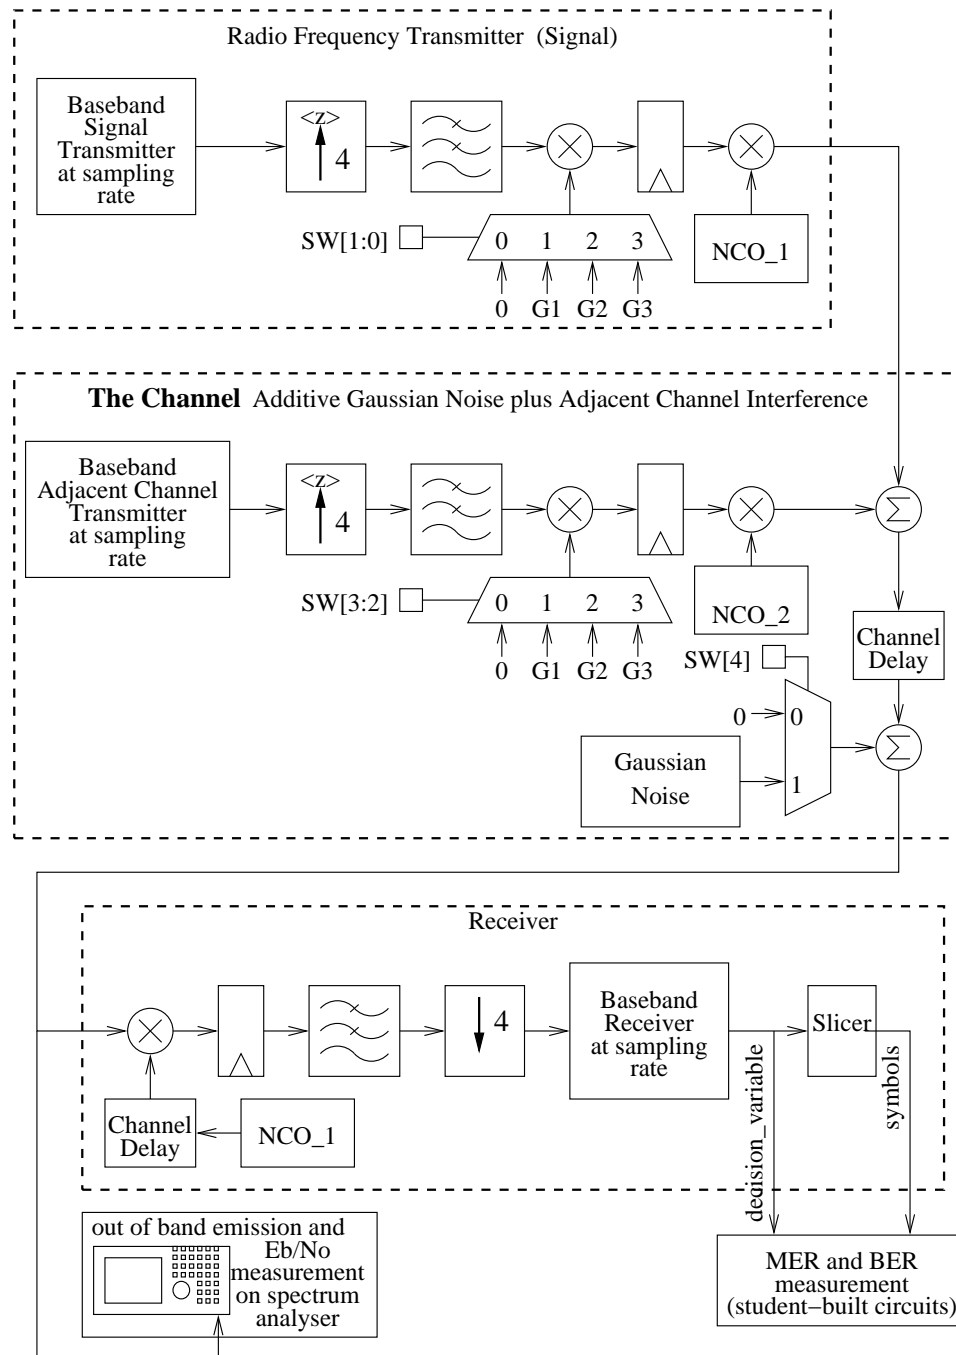 Radio Frequency Transmitter (Signal)
Baseband
Signal
Transmitter
at sampling
rate
<z>
4
SW[1:0]
0 1 2 3
0 G1 G2 G3
NCO_1
The Channel Additive Gaussian Noise plus Adjacent Channel Interference
Baseband
Adjacent Channel
Transmitter
at sampling
rate
<z>
4
SW[3:2]
0 1 2 3
0 G1 G2 G3
NCO_2
Σ
Channel
Delay
SW[4]
0
0
1
Gaussian
Noise
Σ
Receiver
Channel
Delay
NCO_1
4
Baseband
Receiver
at sampling
rate
Slicer
decision_variable
symbols
out of band emission and
Eb/No
measurement
on spectrum
analyser
MER and BER
measurement
(student−built circuits)